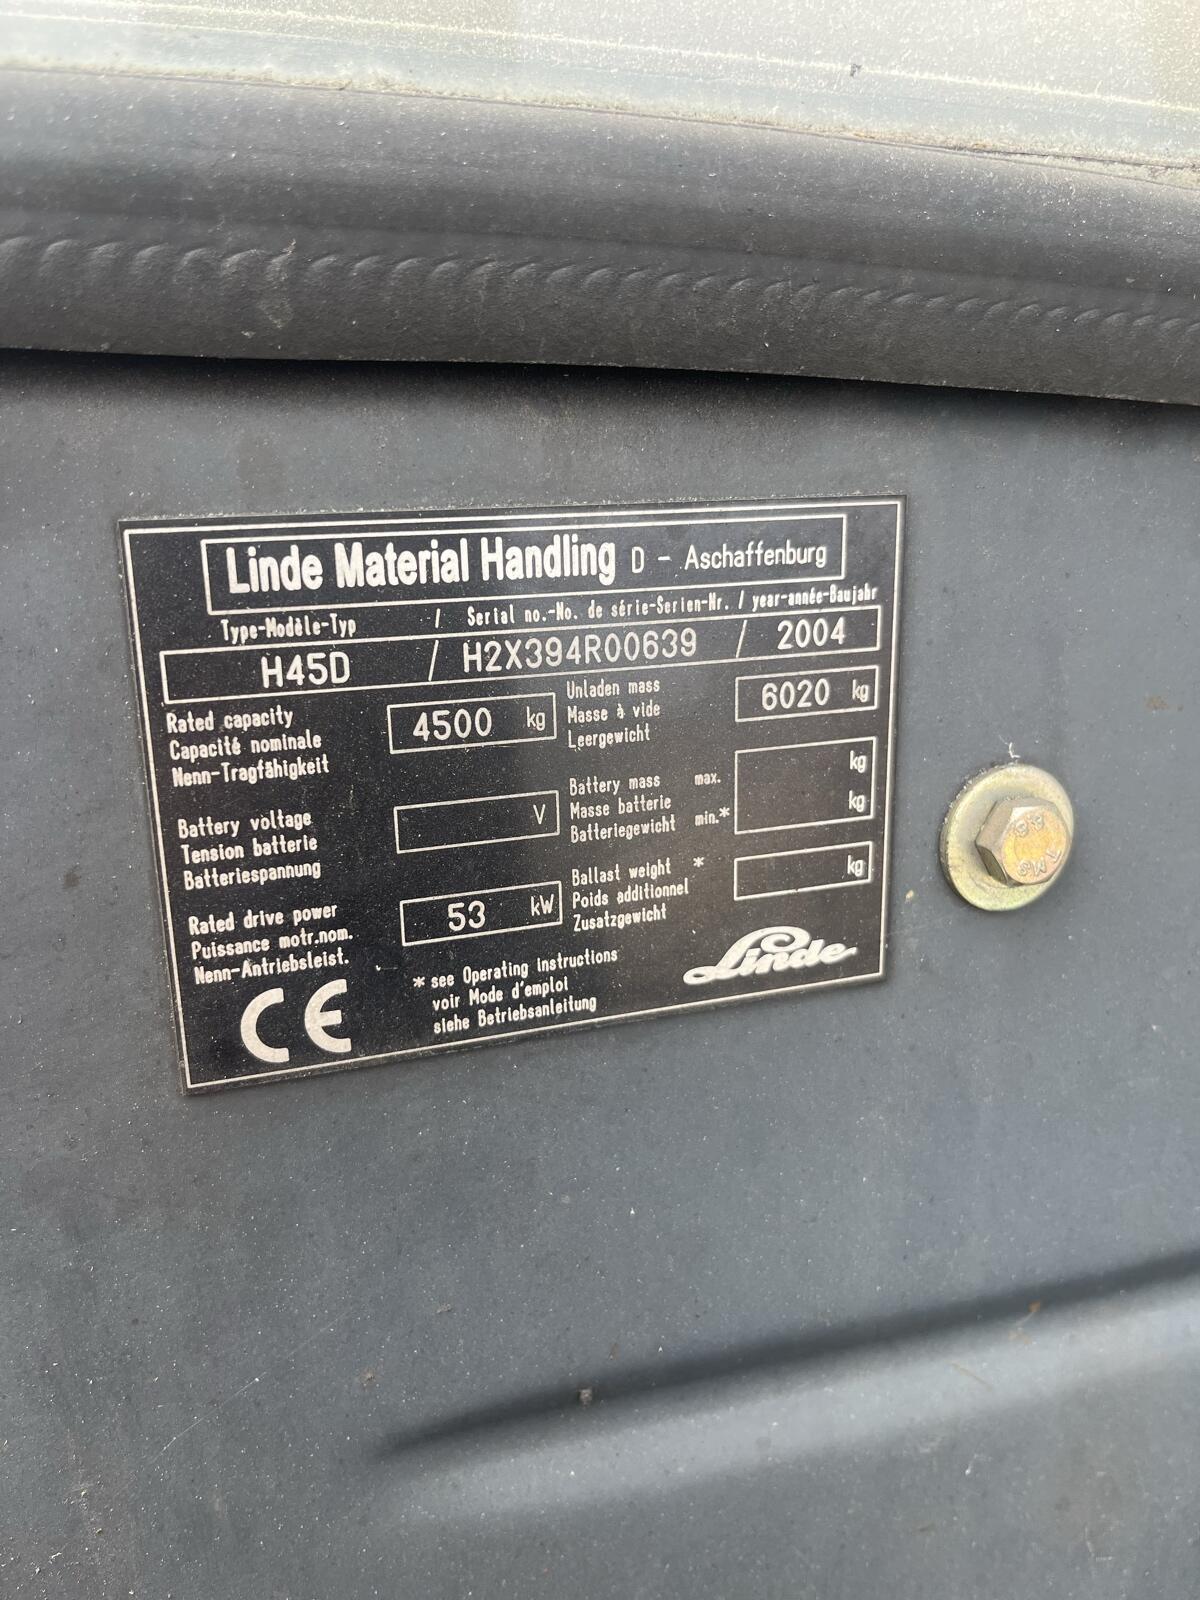 Linde Material Handling D - Aschaffenburg
Type-Modèle-Typ / Serial no.-No. de série-Serien-Nr. / year-année-Baujahr
H45D / H2X394R00639 / 2004
Rated capacity
Capacité nominale
Nenn-Tragfähigkeit
4500 kg
Unladen mass
Masse à vide
Leergewicht
6020 kg
Battery voltage
Tension batterie
Batteriespannung
V
Battery mass max. kg
Masse batterie
Batteriegewicht min.* kg
Rated drive power
Puissance motr.nom.
Nenn-Antriebsleist.
53 kW
Ballast weight * kg
Poids additionnel
Zusatzgewicht
CE
* see Operating Instructions
voir Mode d'emploi
siehe Betriebsanleitung
Linde
8.8